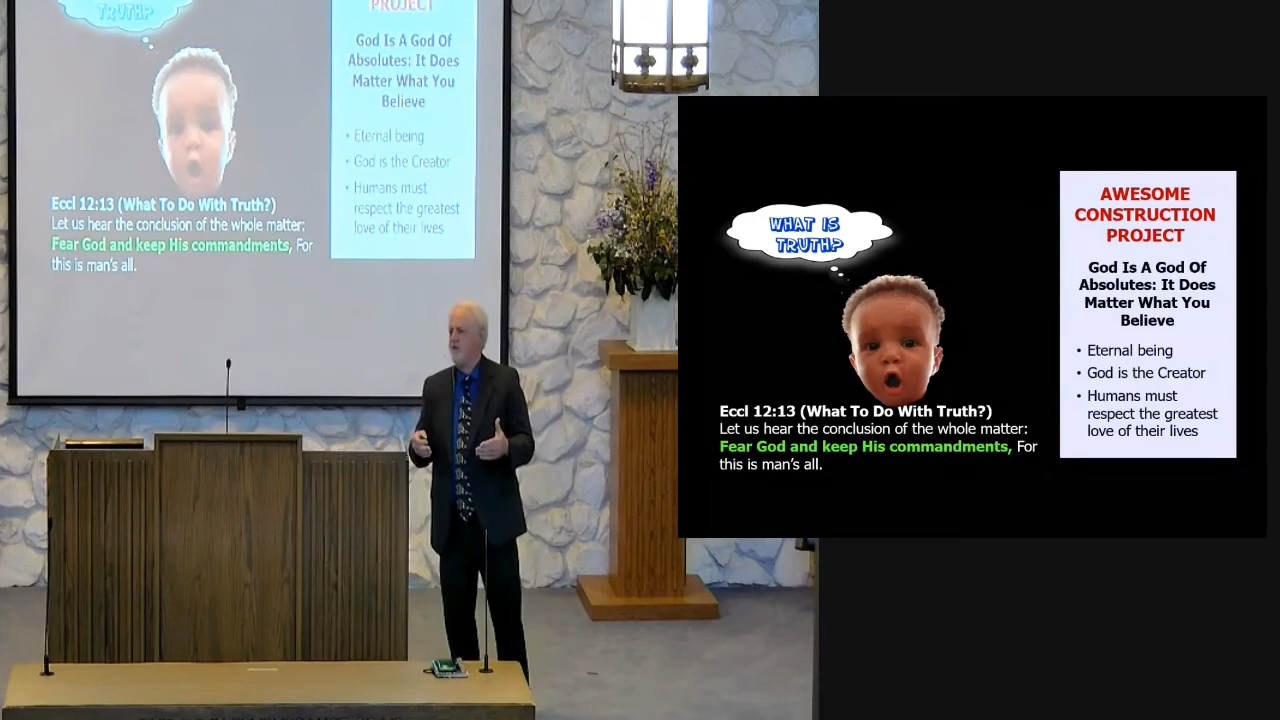 TRUTH?
PROJECT
God Is A God Of
Absolutes: It Does
Matter What You
Believe
• Eternal being
• God is the Creator
• Humans must
respect the greatest
love of their lives
Eccl 12:13 (What To Do With Truth?)
Let us hear the conclusion of the whole matter:
Fear God and keep His commandments, For
this is man's all.
WHAT IS
TRUTH?
Eccl 12:13 (What To Do With Truth?)
Let us hear the conclusion of the whole matter:
Fear God and keep His commandments, For
this is man's all.
AWESOME
CONSTRUCTION
PROJECT
God Is A God Of
Absolutes: It Does
Matter What You
Believe
• Eternal being
• God is the Creator
• Humans must
respect the greatest
love of their lives